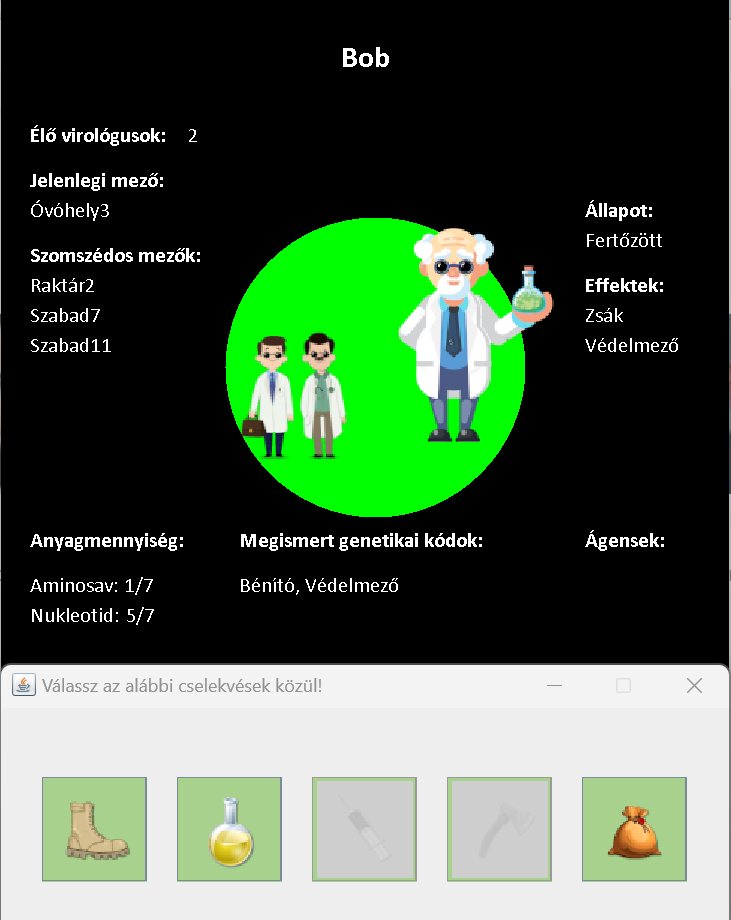 Bob
Élő virológusok: 2
Jelenlegi mező:
Óvóhely3
Szomszédos mezők:
Raktár2
Szabad7
Szabad11
Állapot:
Fertőzött
Effektek:
Zsák
Védelmező
Anyagmennyiség:
Aminosav: 1/7
Nukleotid: 5/7
Megismert genetikai kódok:
Bénító, Védelmező
Ágensek:
Válassz az alábbi cselekvések közül!